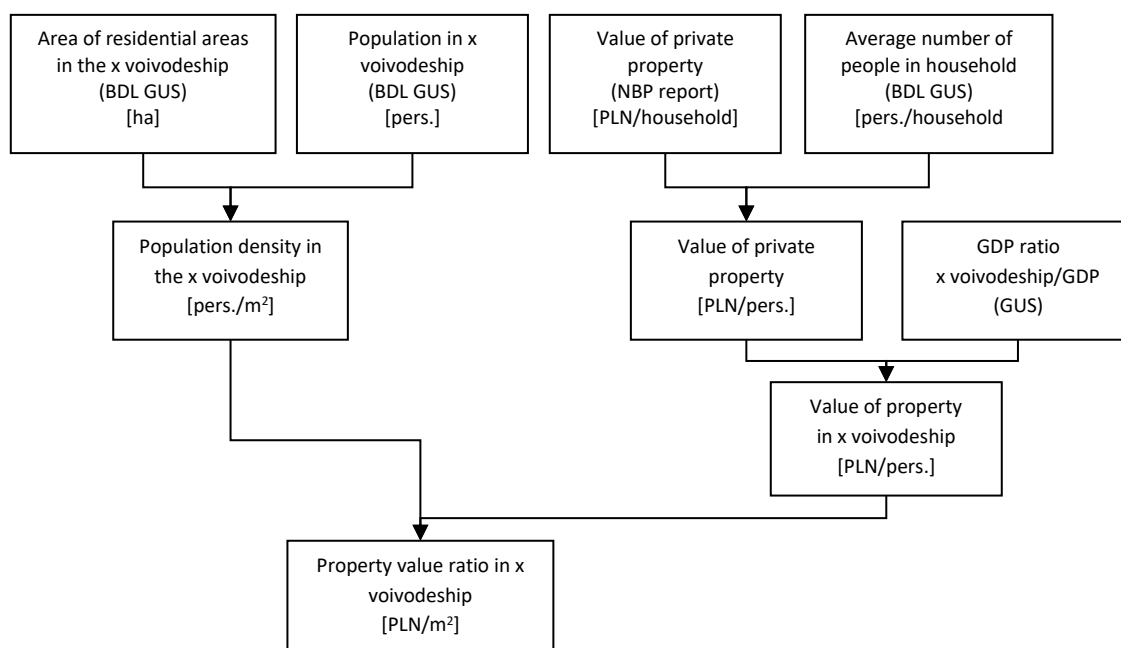 Area of residential areas
in the x voivodeship
(BDL GUS)
[ha]
Population in x
voivodeship
(BDL GUS)
[pers.]
Value of private
property
(NBP report)
[PLN/household]
Average number of
people in household
(BDL GUS)
[pers./household
Population density in
the x voivodeship
[pers./m²]
Value of private
property
[PLN/pers.]
GDP ratio
x voivodeship/GDP
(GUS)
Value of property
in x voivodeship
[PLN/pers.]
Property value ratio in x
voivodeship
[PLN/m²]